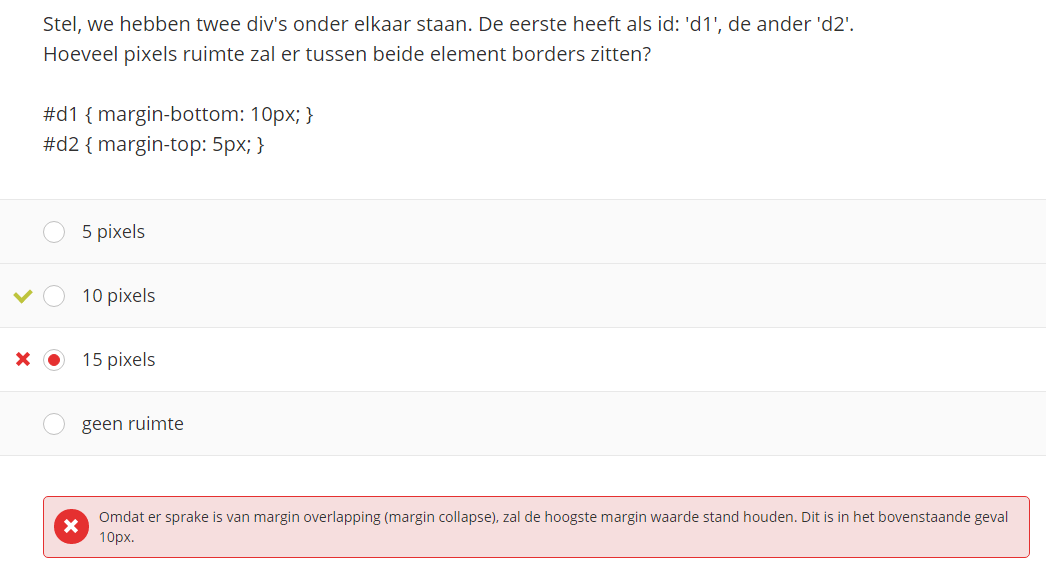 Stel, we hebben twee div's onder elkaar staan. De eerste heeft als id: 'd1', de ander 'd2'.
Hoeveel pixels ruimte zal er tussen beide element borders zitten?
#d1 { margin-bottom: 10px; }
#d2 { margin-top: 5px; }
5 pixels
10 pixels
15 pixels
geen ruimte
Omdat er sprake is van margin overlapping (margin collapse), zal de hoogste margin waarde stand houden. Dit is in het bovenstaande geval
10px.